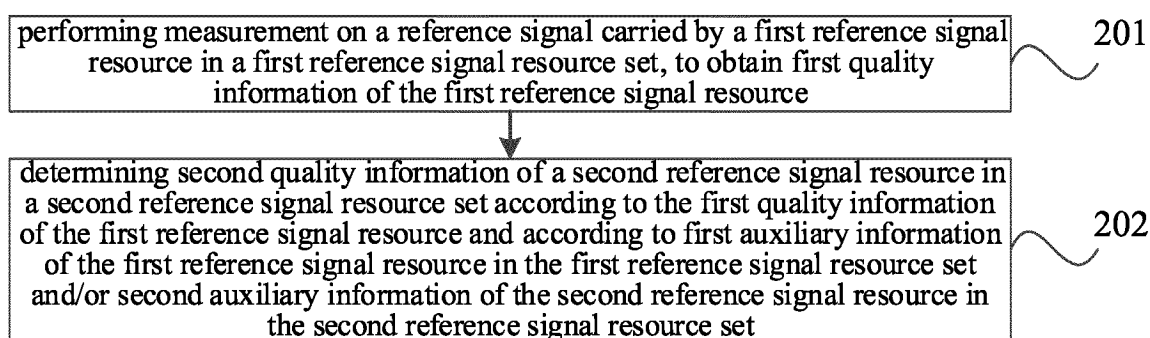 performing measurement on a reference signal carried by a first reference signal
resource in a first reference signal resource set, to obtain first quality
information of the first reference signal resource
201
determining second quality information of a second reference signal resource in
a second reference signal resource set according to the first quality information
of the first reference signal resource and according to first auxiliary information
of the first reference signal resource in the first reference signal resource set
and/or second auxiliary information of the second reference signal resource in
the second reference signal resource set
202